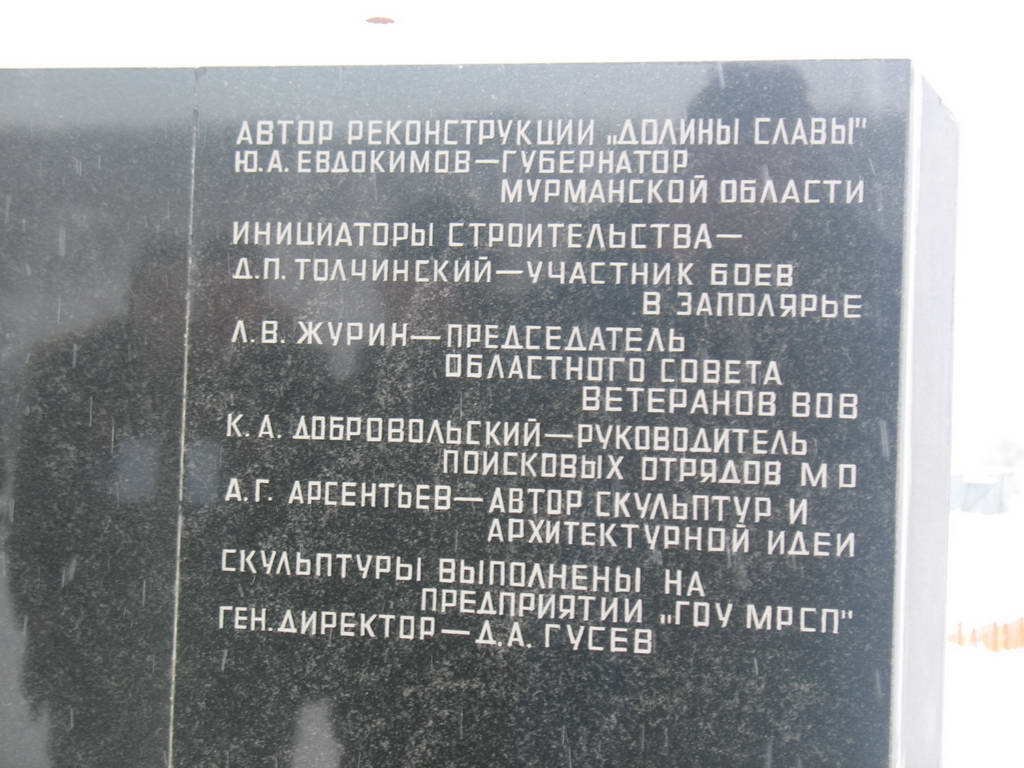 АВТОР РЕКОНСТРУКЦИИ „ДОЛИНЫ СЛАВЫ"
Ю.А. ЕВДОКИМОВ—ГУБЕРНАТОР
МУРМАНСКОЙ ОБЛАСТИ
ИНИЦИАТОРЫ СТРОИТЕЛЬСТВА—
Д.П. ТОЛЧИНСКИЙ—УЧАСТНИК БОЕВ
В ЗАПОЛЯРЬЕ
Л.В. ЖУРИН—ПРЕДСЕДАТЕЛЬ
ОБЛАСТНОГО СОВЕТА
ВЕТЕРАНОВ ВОВ
К.А. ДОБРОВОЛЬСКИЙ—РУКОВОДИТЕЛЬ
ПОИСКОВЫХ ОТРЯДОВ МО
А.Г. АРСЕНТЬЕВ—АВТОР СКУЛЬПТУР И
АРХИТЕКТУРНОЙ ИДЕИ
СКУЛЬПТУРЫ ВЫПОЛНЕНЫ НА
ПРЕДПРИЯТИИ „ГОУ МРСП"
ГЕН.ДИРЕКТОР—Д.А. ГУСЕВ